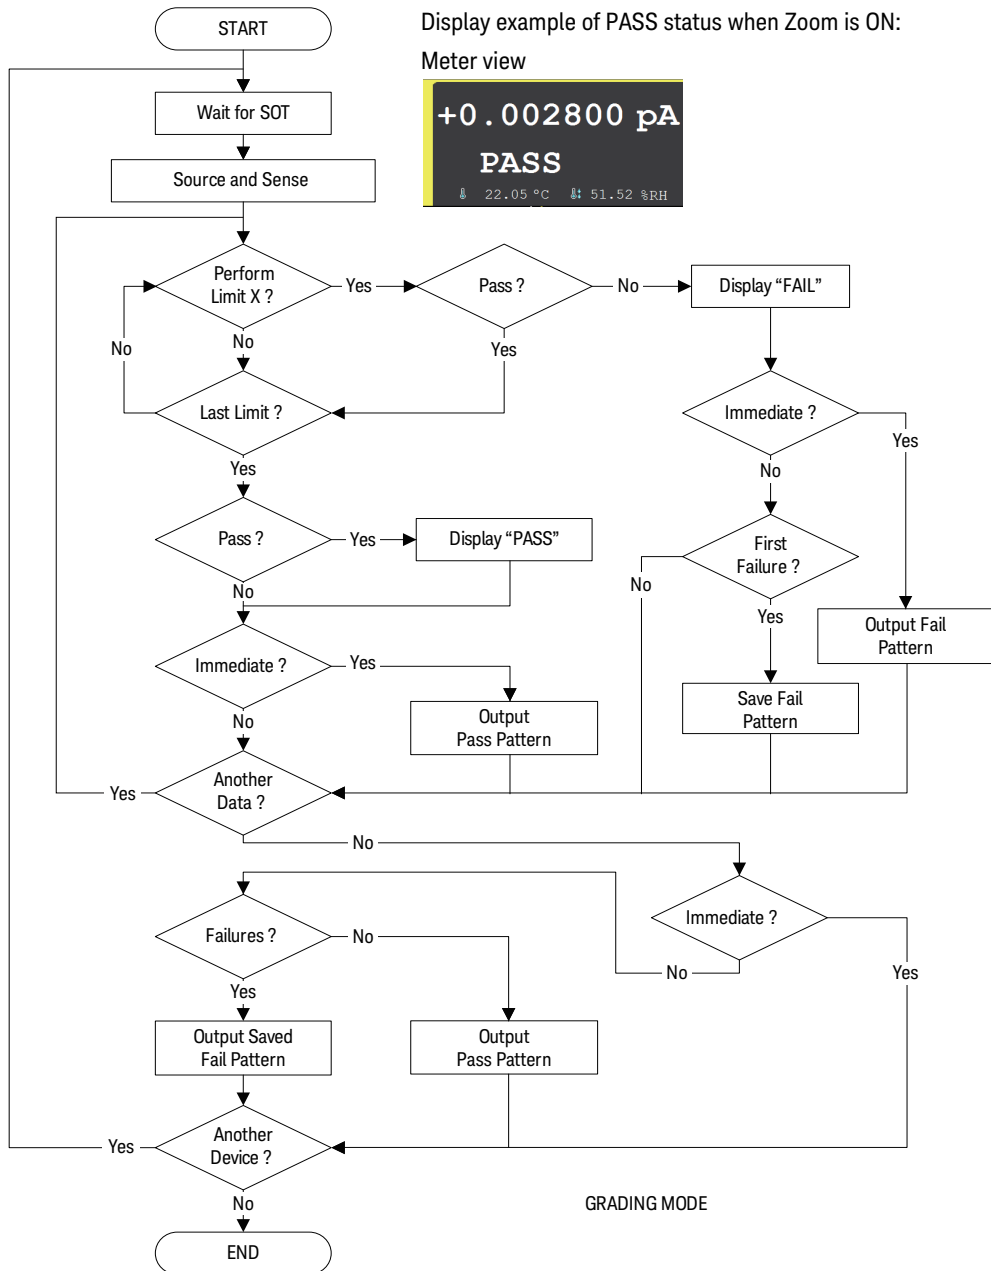 START
Display example of PASS status when Zoom is ON:
Meter view
+0.002800 pA
PASS
22.05 °C 51.52 %RH
Wait for SOT
Source and Sense
Perform
Limit X ?
Yes
Pass ?
No
Display “FAIL”
No
No
Yes
Last Limit ?
Immediate ?
Yes
Yes
No
Pass ?
Yes
Display “PASS”
First
Failure ?
No
No
Yes
Output Fail
Pattern
Immediate ?
Yes
Save Fail
Pattern
No
Output
Pass Pattern
Another
Data ?
Yes
No
Immediate ?
Failures ?
No
No
Yes
Yes
Output Saved
Fail Pattern
Output
Pass Pattern
Another
Device ?
Yes
No
GRADING MODE
END